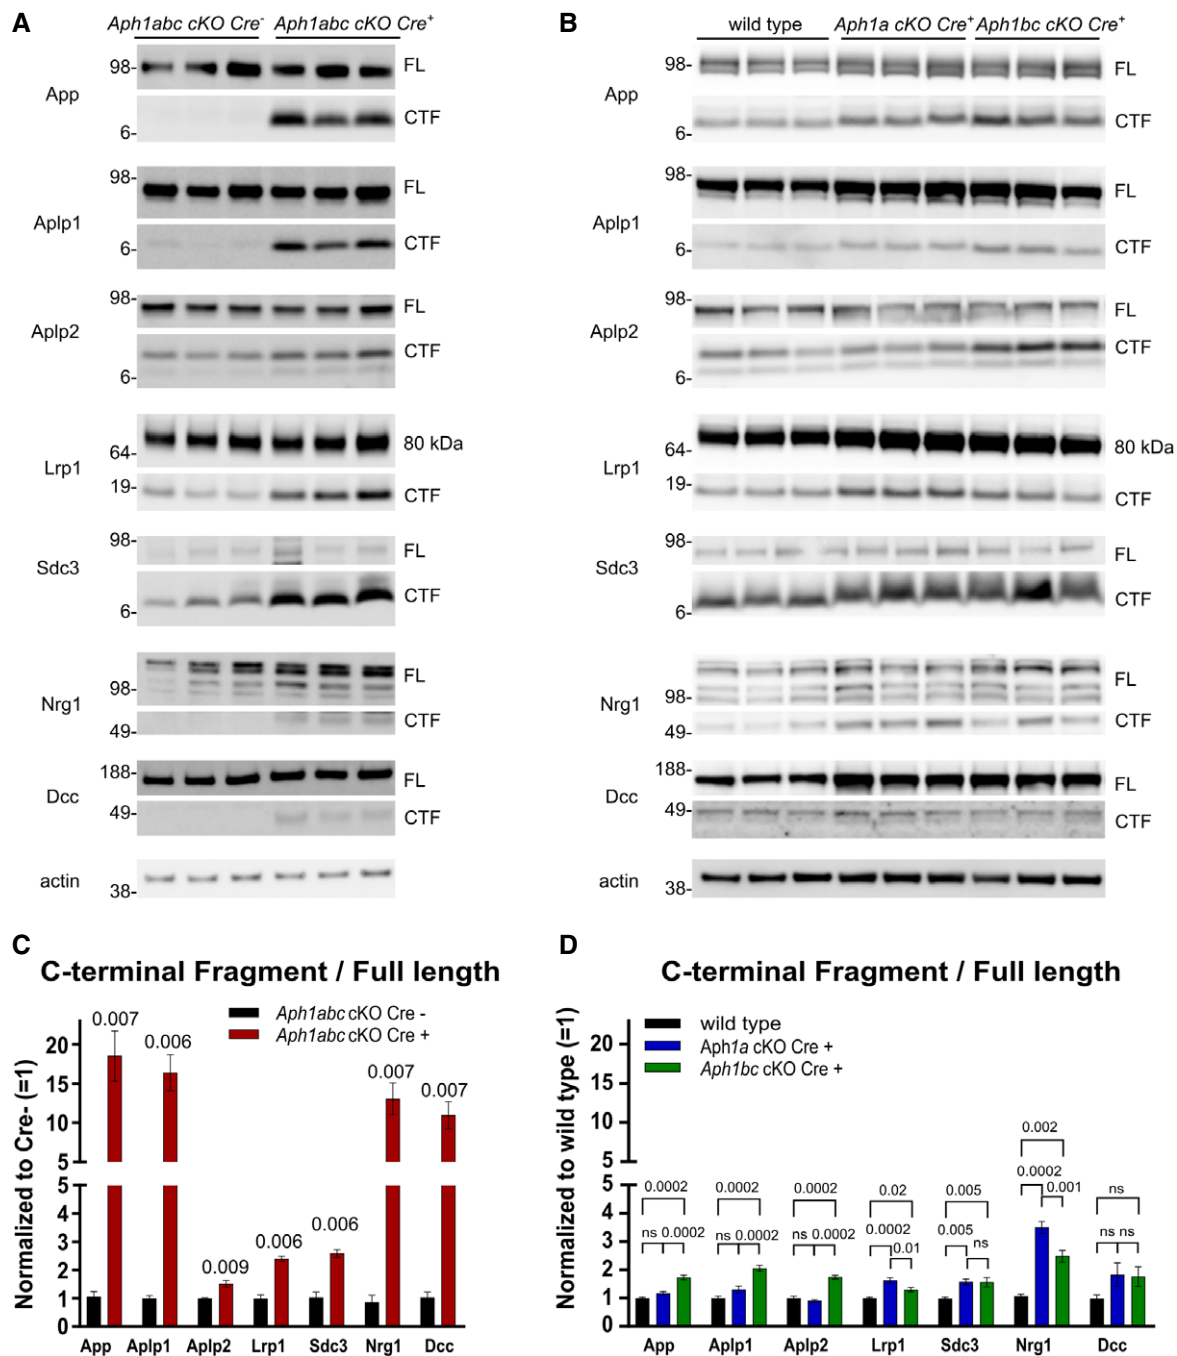 A
Aph1abc cKO Cre- Aph1abc cKO Cre+
App
98-
FL
6-
CTF
Aplp1
98-
FL
6-
CTF
Aplp2
98-
FL
6-
CTF
Lrp1
64-
80 kDa
19-
CTF
Sdc3
98-
FL
6-
CTF
Nrg1
98-
FL
49-
CTF
Dcc
188-
FL
49-
CTF
actin
38-
B
wild type Aph1a cKO Cre+ Aph1bc cKO Cre+
App
98-
FL
6-
CTF
Aplp1
98-
FL
6-
CTF
Aplp2
98-
FL
6-
CTF
Lrp1
64-
80 kDa
19-
CTF
Sdc3
98-
FL
6-
CTF
Nrg1
98-
FL
49-
CTF
Dcc
188-
FL
49-
CTF
actin
38-
C
C-terminal Fragment / Full length
Aph1abc cKO Cre -
Aph1abc cKO Cre +
Normalized to Cre- (=1)
20
15
10
5
5
4
3
2
1
0
0.007
0.006
0.009
0.006
0.006
0.007
0.007
App Aplp1 Aplp2 Lrp1 Sdc3 Nrg1 Dcc
D
C-terminal Fragment / Full length
wild type
Aph1a cKO Cre +
Aph1bc cKO Cre +
Normalized to wild type (=1)
20
15
10
5
5
4
3
2
1
0
0.0002
ns 0.0002
0.0002
ns 0.0002
0.0002
ns 0.0002
0.02
0.0002
0.01
0.005
0.005
ns
0.002
0.0002
0.001
ns
ns ns
App Aplp1 Aplp2 Lrp1 Sdc3 Nrg1 Dcc